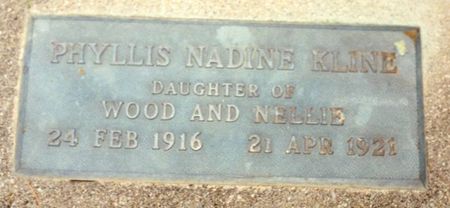 PHYLLIS NADINE KLINE
DAUGHTER OF
WOOD AND NELLIE
24 FEB 1916 21 APR 1921